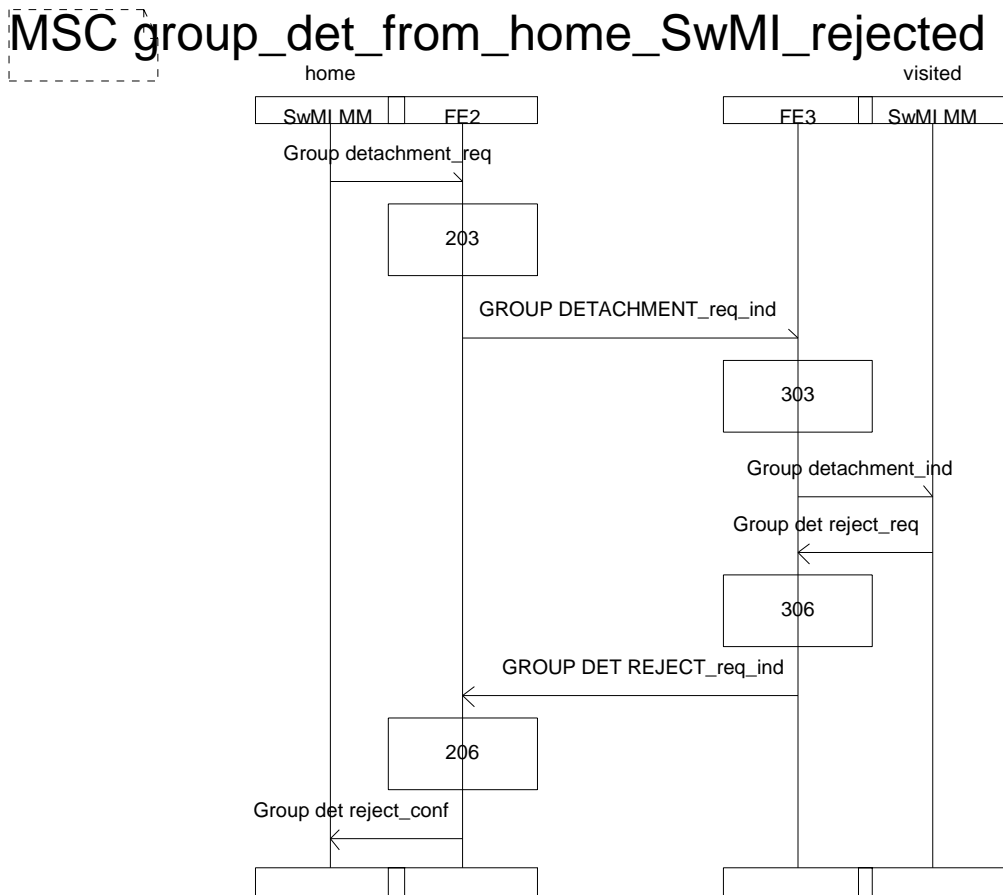 MSC group_det_from_home_SwMI_rejected
home visited
SwMI MM FE2 FE3 SwMI MM
Group detachment_req
203
GROUP DETACHMENT_req_ind
303
Group detachment_ind
Group det reject_req
306
GROUP DET REJECT_req_ind
206
Group det reject_conf